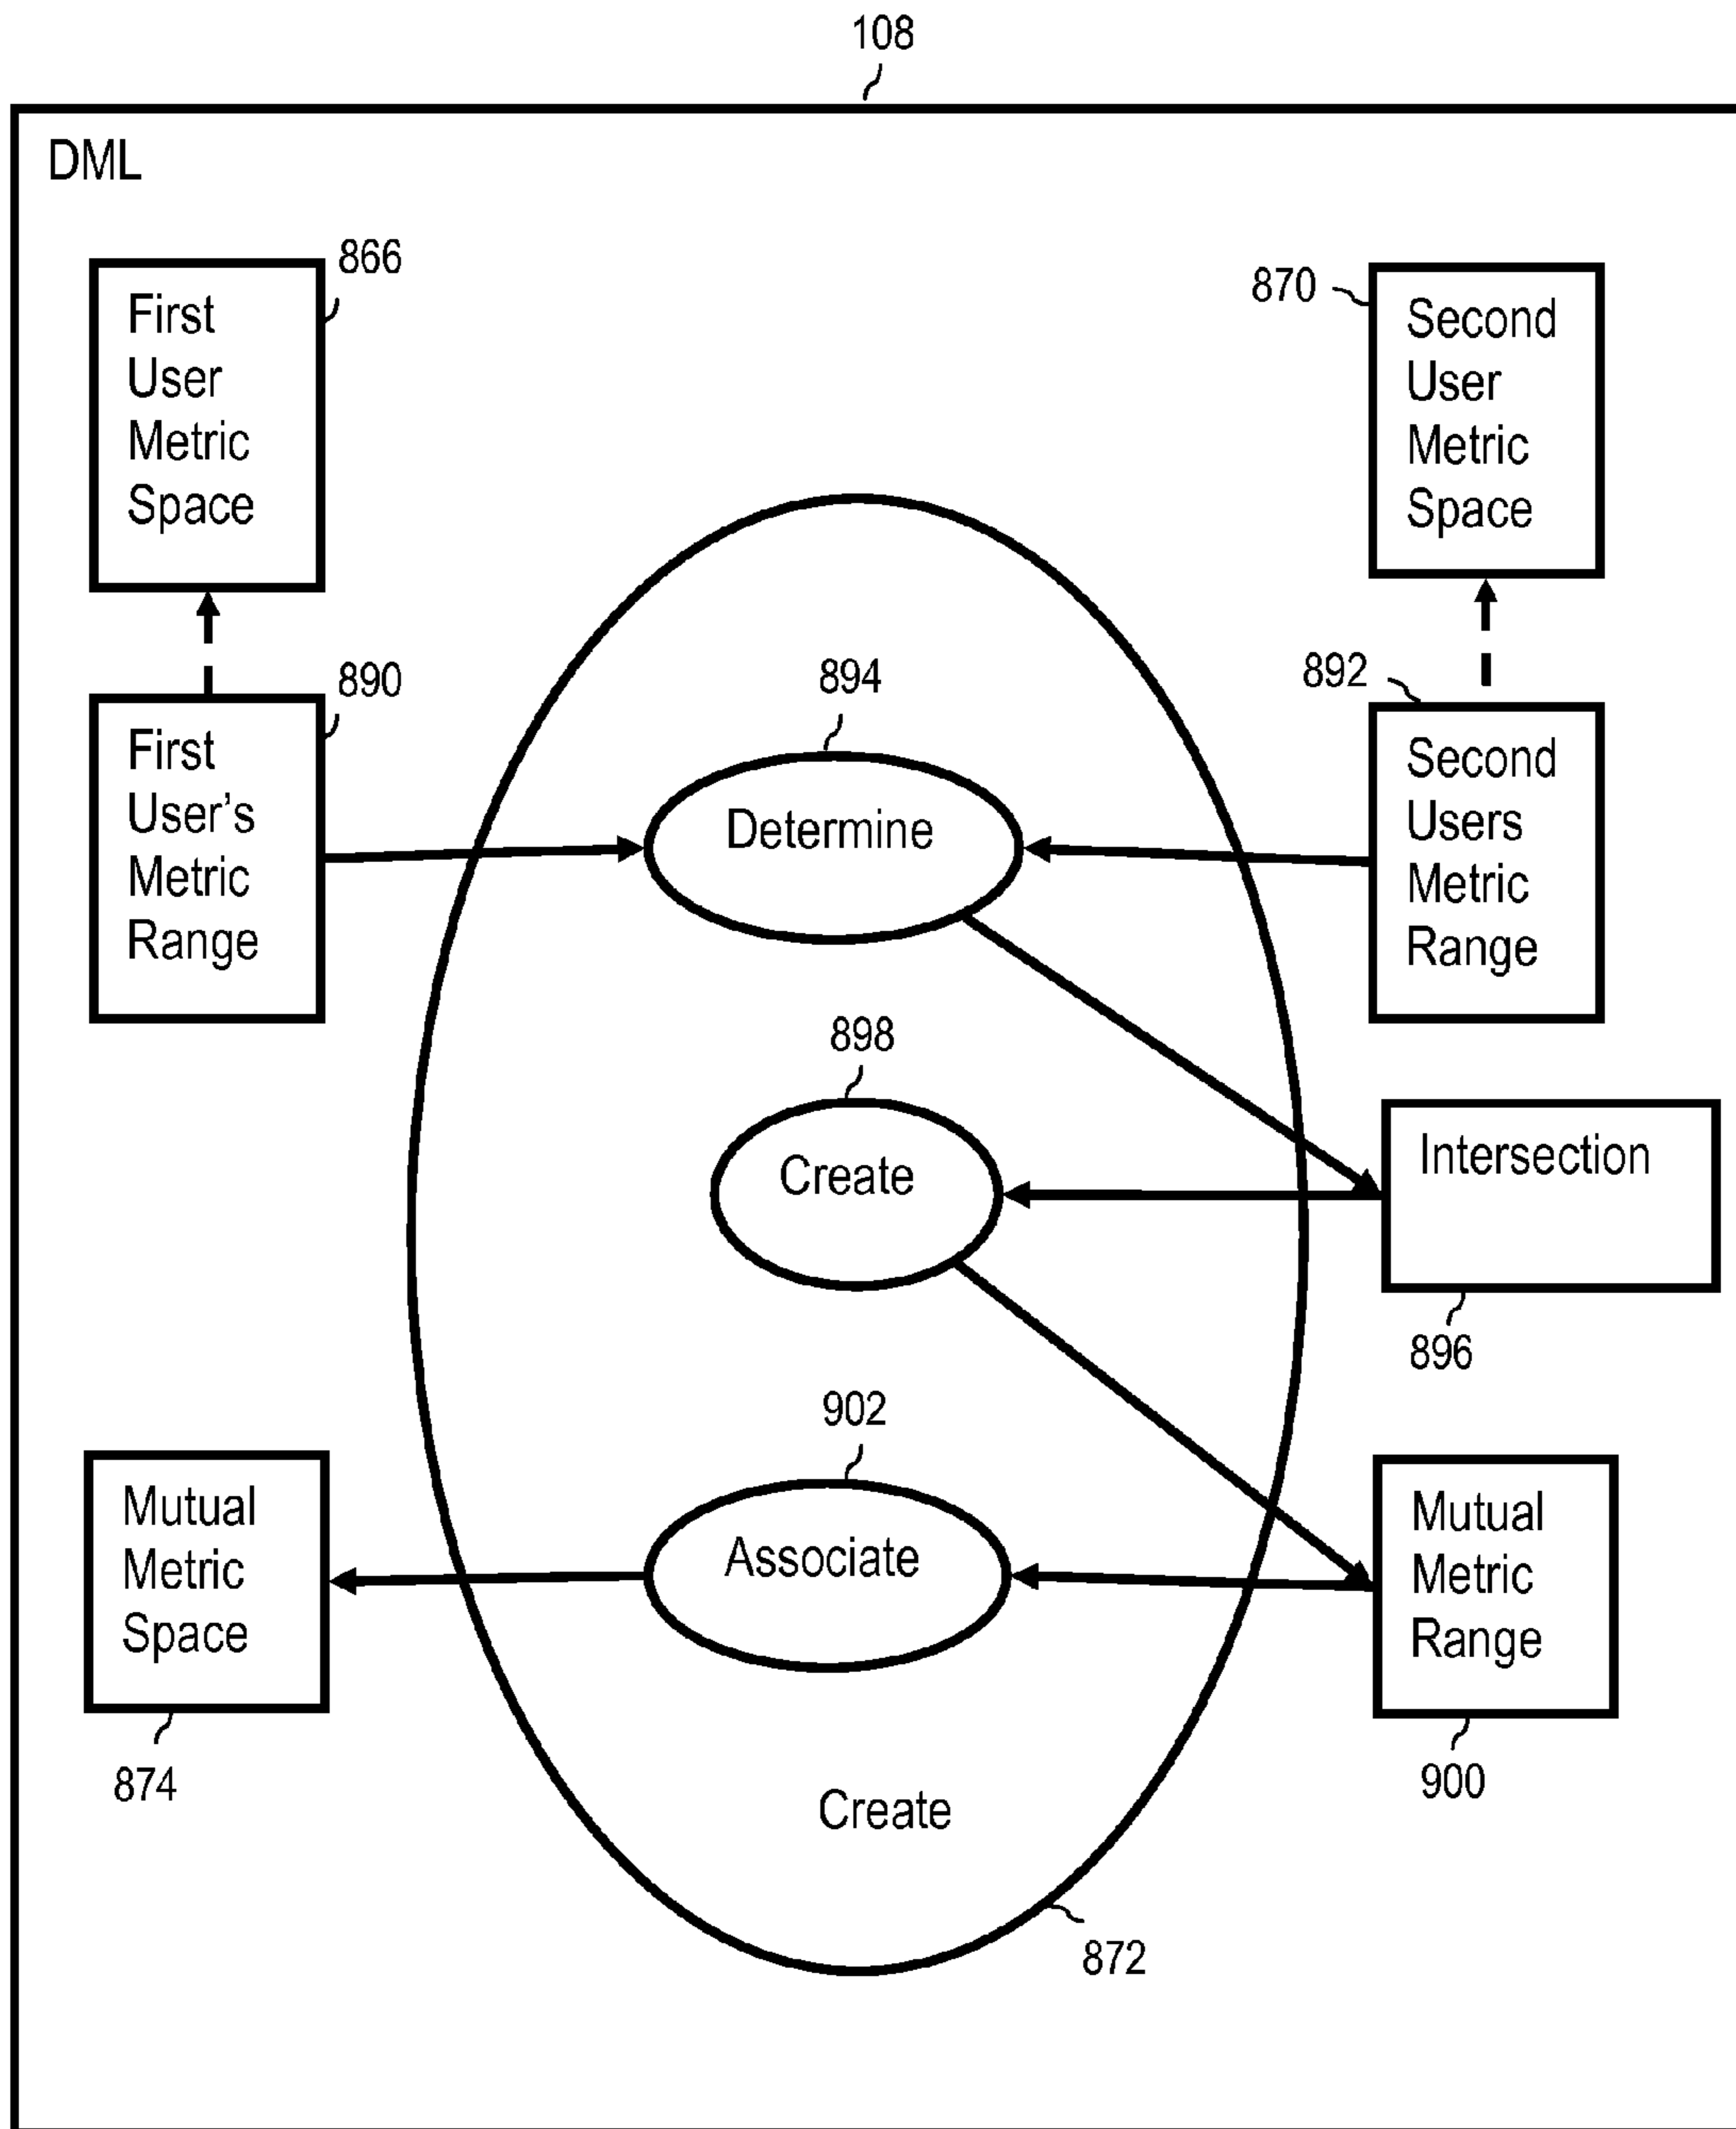 108
DML
866
First
User
Metric
Space
870
Second
User
Metric
Space
890
First
User's
Metric
Range
894
Determine
892
Second
Users
Metric
Range
898
Create
Intersection
896
902
Associate
Mutual
Metric
Space
874
Mutual
Metric
Range
900
Create
872